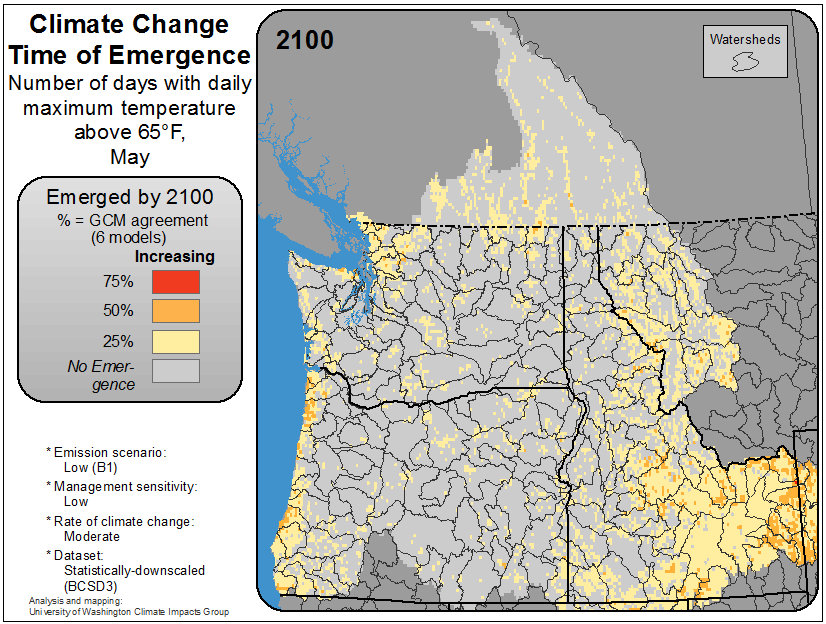 Climate Change
Time of Emergence
Number of days with daily
maximum temperature
above 65°F,
May
Emerged by 2100
% = GCM agreement
(6 models)
Increasing
75%
50%
25%
No Emer-
gence
* Emission scenario:
Low (B1)
* Management sensitivity:
Low
* Rate of climate change:
Moderate
* Dataset:
Statistically-downscaled
(BCSD3)
Analysis and mapping:
University of Washington Climate Impacts Group
2100
Watersheds